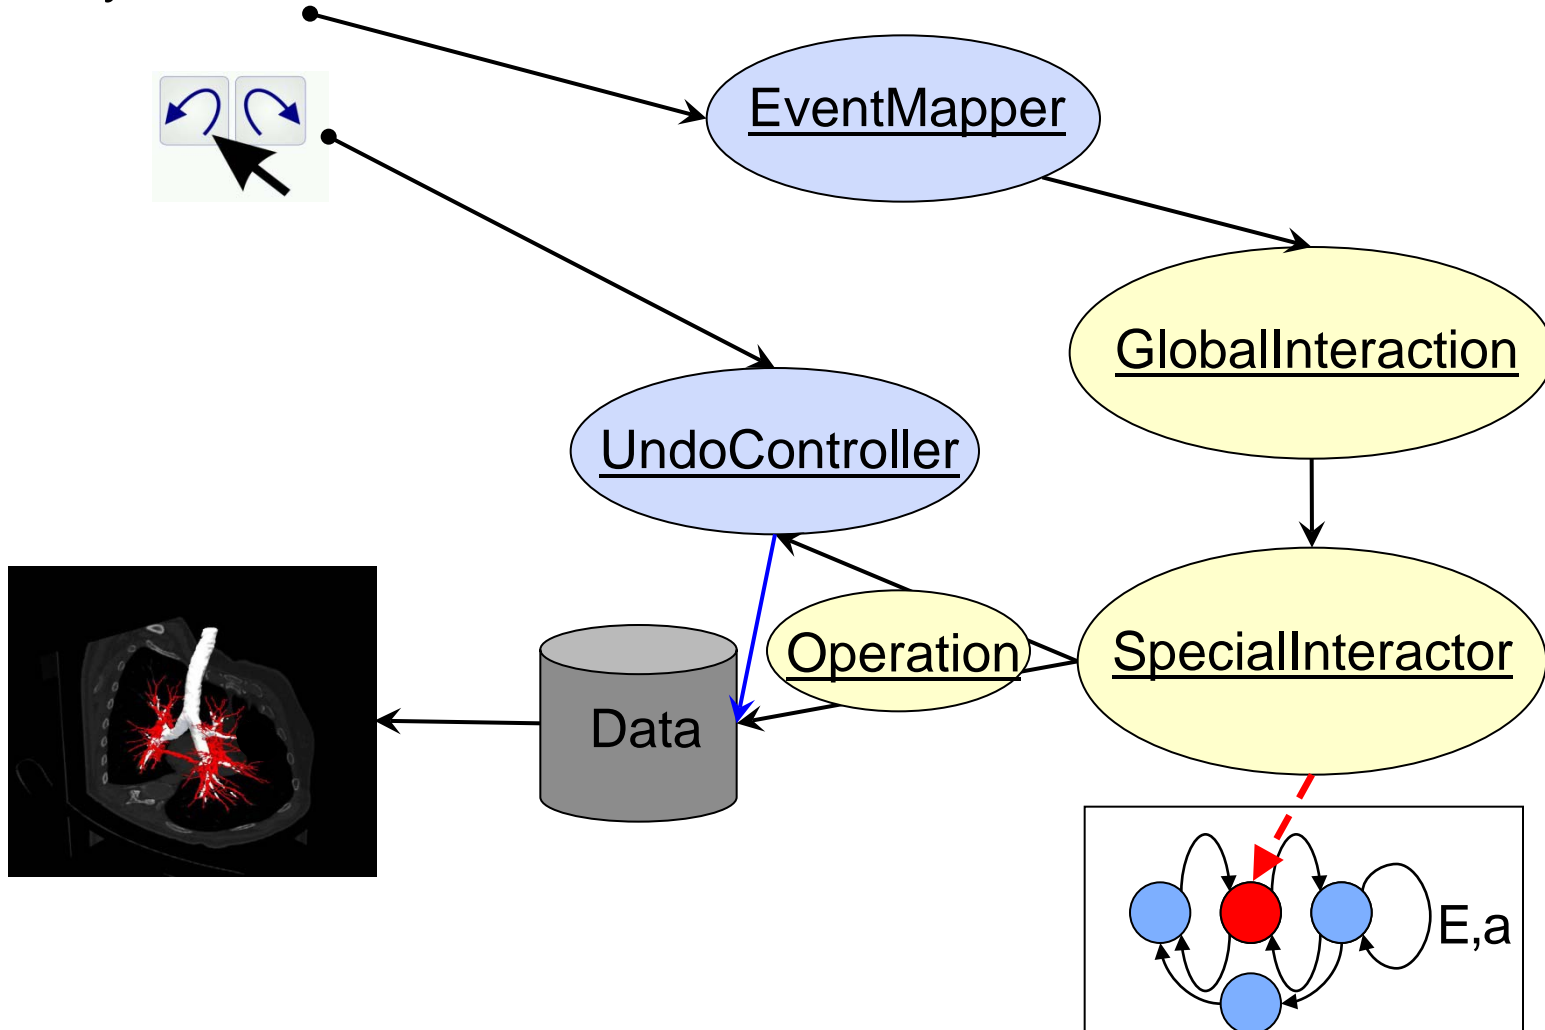 EventMapper
GlobalInteraction
UndoController
Operation
SpecialInteractor
Data
E,a